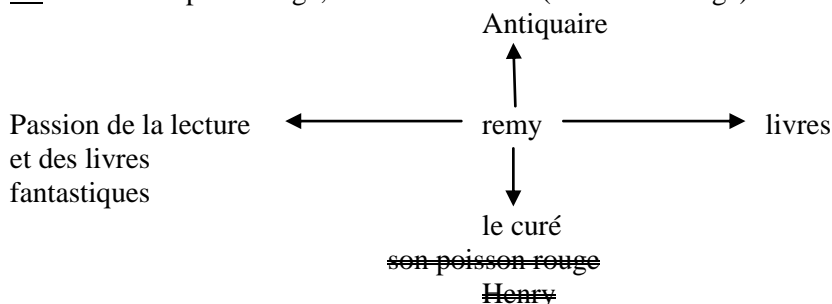 Antiquaire
Passion de la lecture
et des livres
fantastiques
remy
livres
le curé
son poisson rouge
Henry